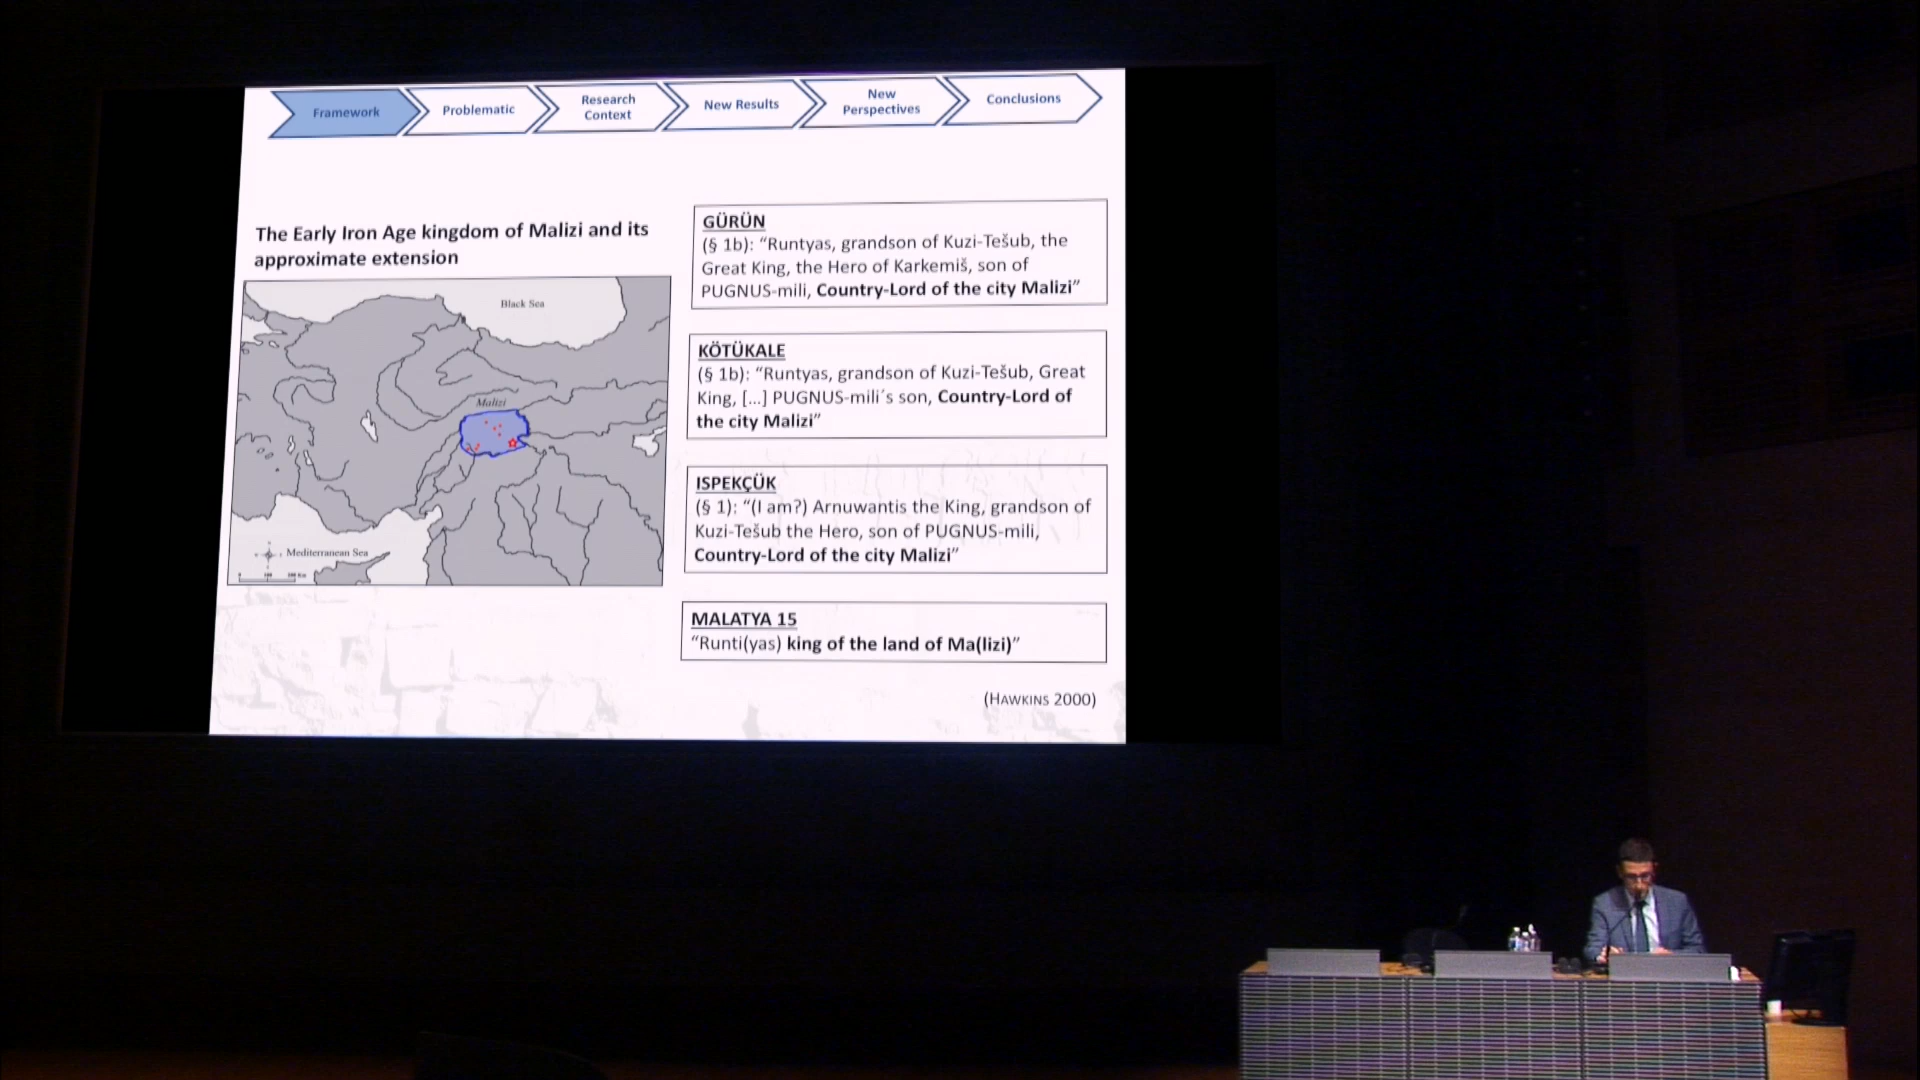 Framework
Problematic
Research
Context
New Results
New
Perspectives
Conclusions
The Early Iron Age kingdom of Malizi and its
approximate extension
Black Sea
Malizi
Mediterranean Sea
GÜRÜN
(§ 1b): “Runtyas, grandson of Kuzi-Tešub, the
Great King, the Hero of Karkemiš, son of
PUGNUS-mili, Country-Lord of the city Malizi”
KÖTÜKALE
(§ 1b): “Runtyas, grandson of Kuzi-Tešub, Great
King, [...] PUGNUS-mili´s son, Country-Lord of
the city Malizi”
ISPEKÇÜK
(§ 1): “(I am?) Arnuwantis the King, grandson of
Kuzi-Tešub the Hero, son of PUGNUS-mili,
Country-Lord of the city Malizi”
MALATYA 15
“Runti(yas) king of the land of Ma(lizi)”
(HAWKINS 2000)